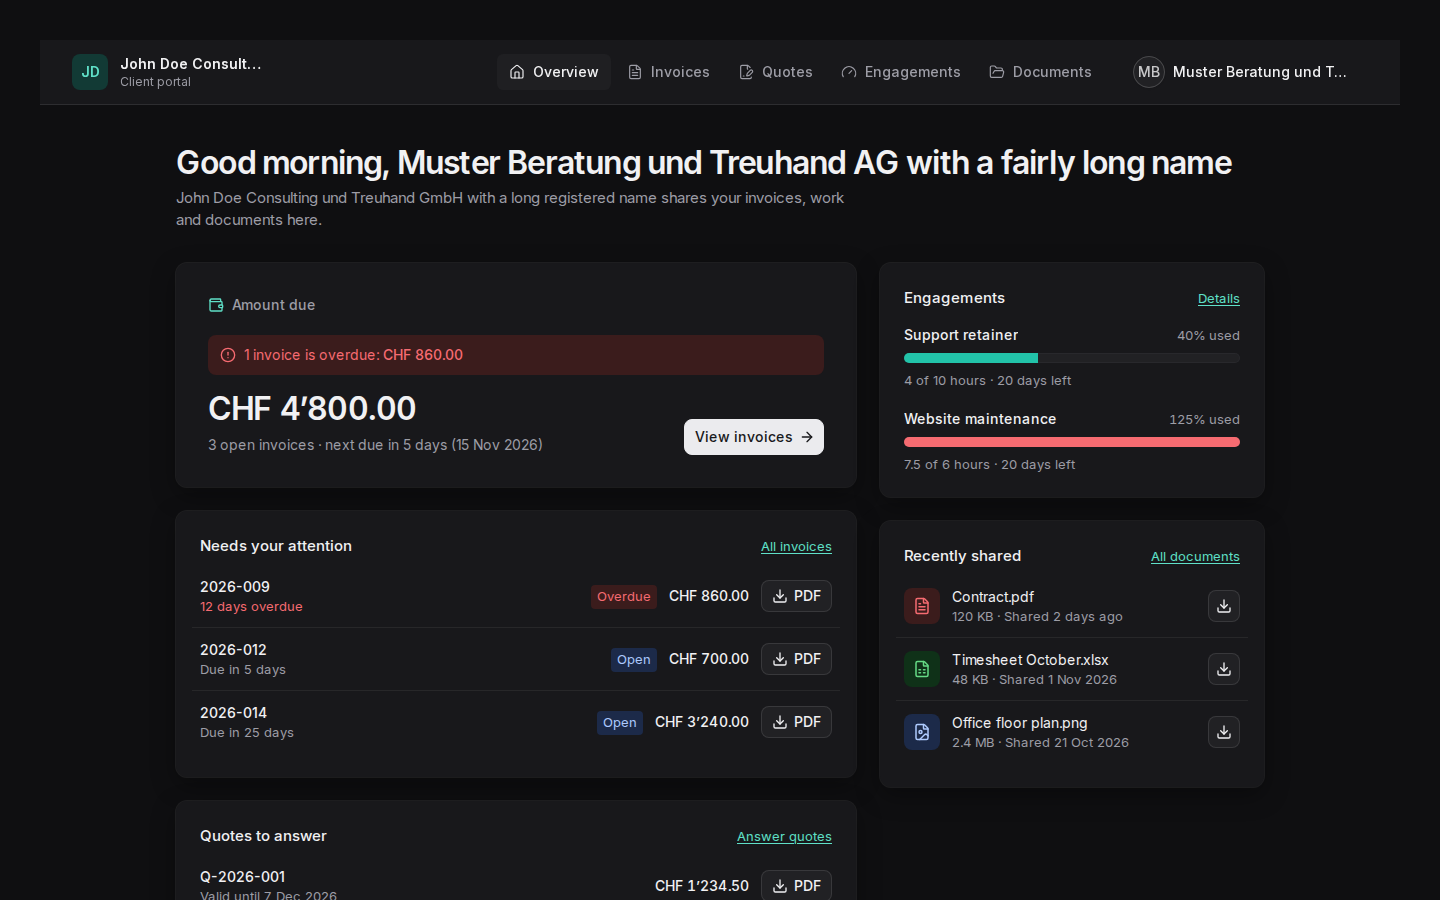 JD
John Doe Consult…
Client portal
Overview
Invoices
Quotes
Engagements
Documents
MB
Muster Beratung und T…
Good morning, Muster Beratung und Treuhand AG with a fairly long name
John Doe Consulting und Treuhand GmbH with a long registered name shares your invoices, work
and documents here.
Amount due
1 invoice is overdue: CHF 860.00
CHF 4’800.00
3 open invoices · next due in 5 days (15 Nov 2026)
View invoices
Needs your attention
All invoices
2026-009
12 days overdue
Overdue
CHF 860.00
PDF
2026-012
Due in 5 days
Open
CHF 700.00
PDF
2026-014
Due in 25 days
Open
CHF 3’240.00
PDF
Quotes to answer
Answer quotes
Q-2026-001
Valid until 7 Dec 2026
CHF 1’234.50
PDF
Engagements
Details
Support retainer
40% used
4 of 10 hours · 20 days left
Website maintenance
125% used
7.5 of 6 hours · 20 days left
Recently shared
All documents
Contract.pdf
120 KB · Shared 2 days ago
Timesheet October.xlsx
48 KB · Shared 1 Nov 2026
Office floor plan.png
2.4 MB · Shared 21 Oct 2026